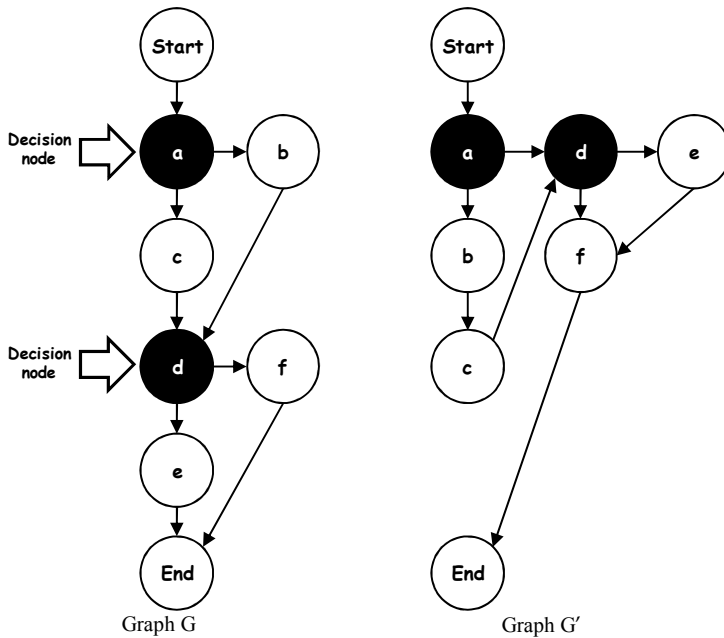 Start
Decision
node
a
b
c
Decision
node
d
f
e
End
Graph G
Start
a
d
e
b
f
c
End
Graph G′